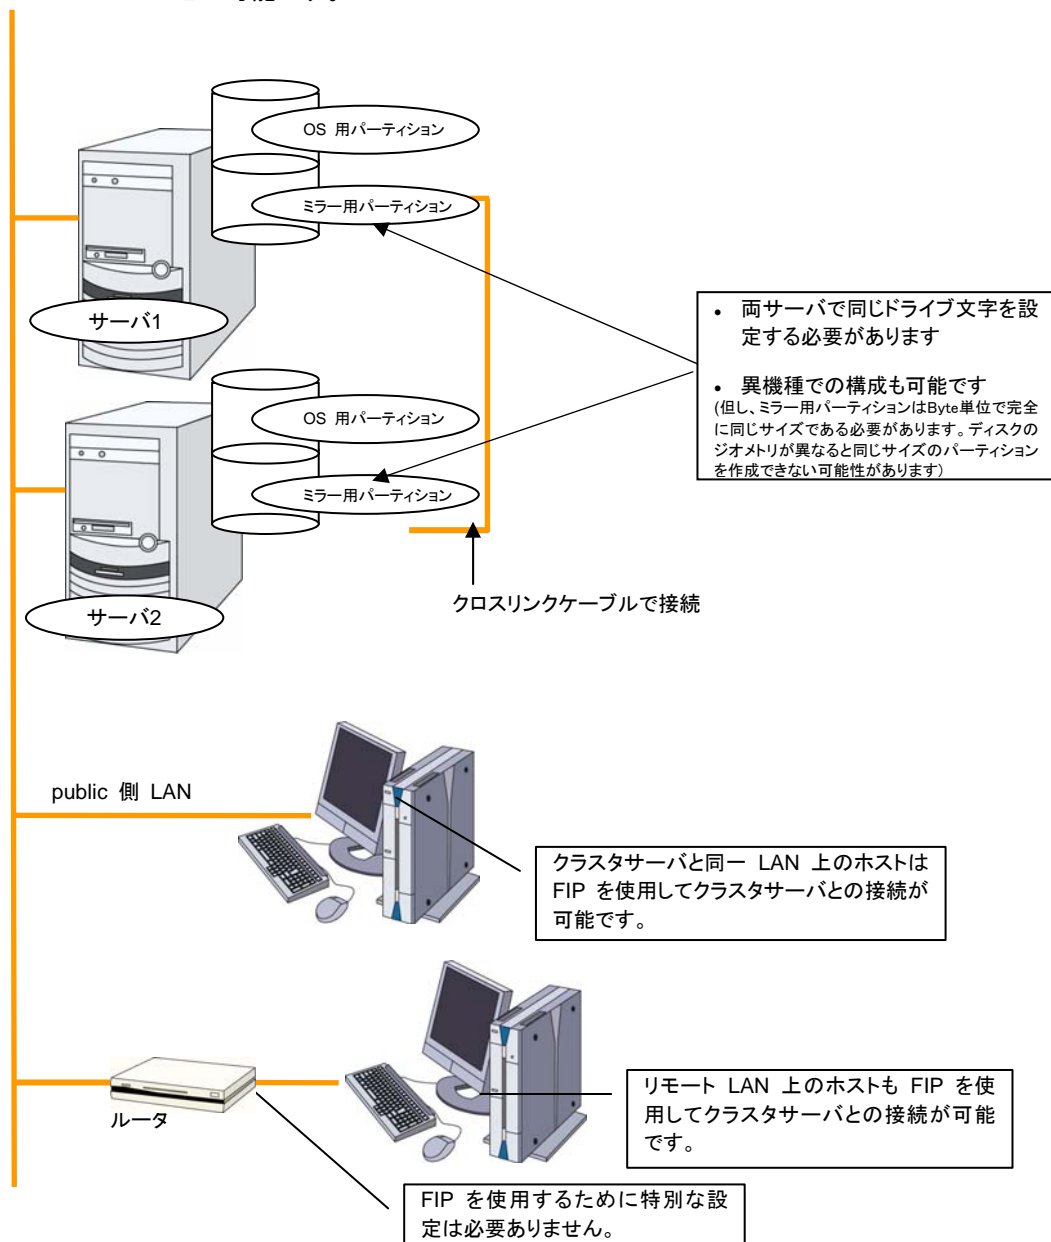 OS 用パーティション
ミラー用パーティション
サーバ1
・ 両サーバで同じドライブ文字を設
定する必要があります
・ 異機種での構成も可能です
(但し、ミラー用パーティションはByte単位で完全
に同じサイズである必要があります。ディスクの
ジオメトリが異なると同じサイズのパーティション
を作成できない可能性があります)
OS 用パーティション
ミラー用パーティション
サーバ2
クロスリンクケーブルで接続
public 側 LAN
クラスタサーバと同一 LAN 上のホストは
FIP を使用してクラスタサーバとの接続が
可能です。
ルータ
リモート LAN 上のホストも FIP を使
用してクラスタサーバとの接続が可能
です。
FIP を使用するために特別な設
定は必要ありません。